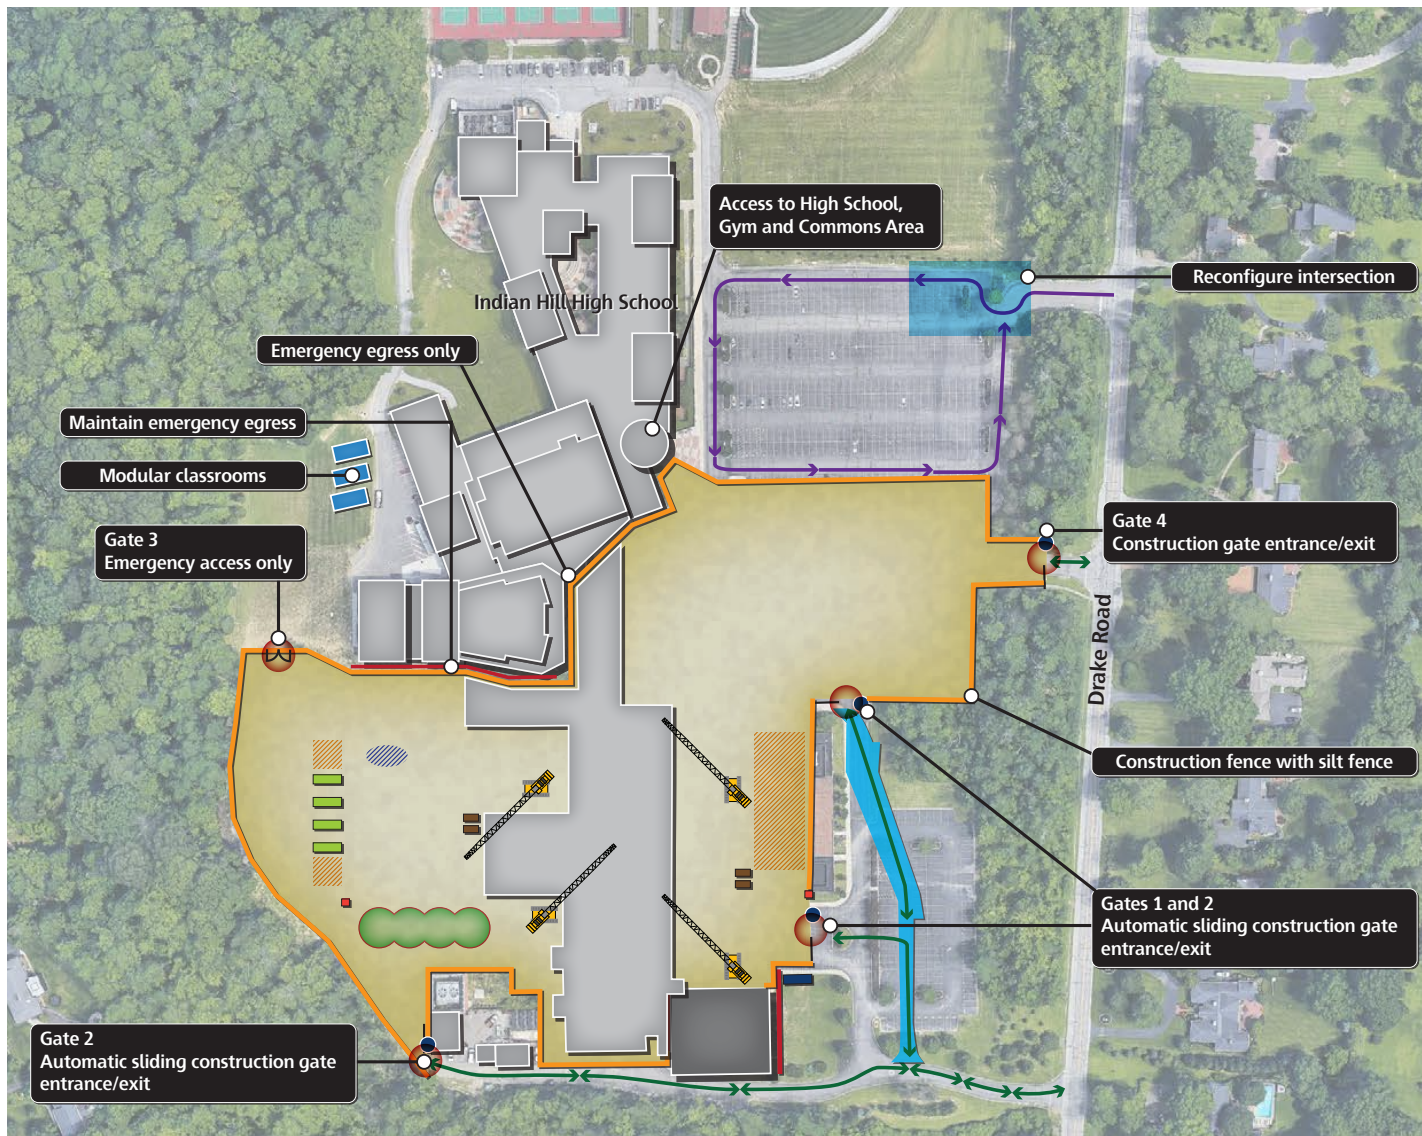 Access to High School,
Gym and Commons Area
Reconfigure intersection
Indian Hill High School
Emergency egress only
Maintain emergency egress
Modular classrooms
Gate 3
Emergency access only
Gate 4
Construction gate entrance/exit
Drake Road
Construction fence with silt fence
Gates 1 and 2
Automatic sliding construction gate
entrance/exit
Gate 2
Automatic sliding construction gate
entrance/exit